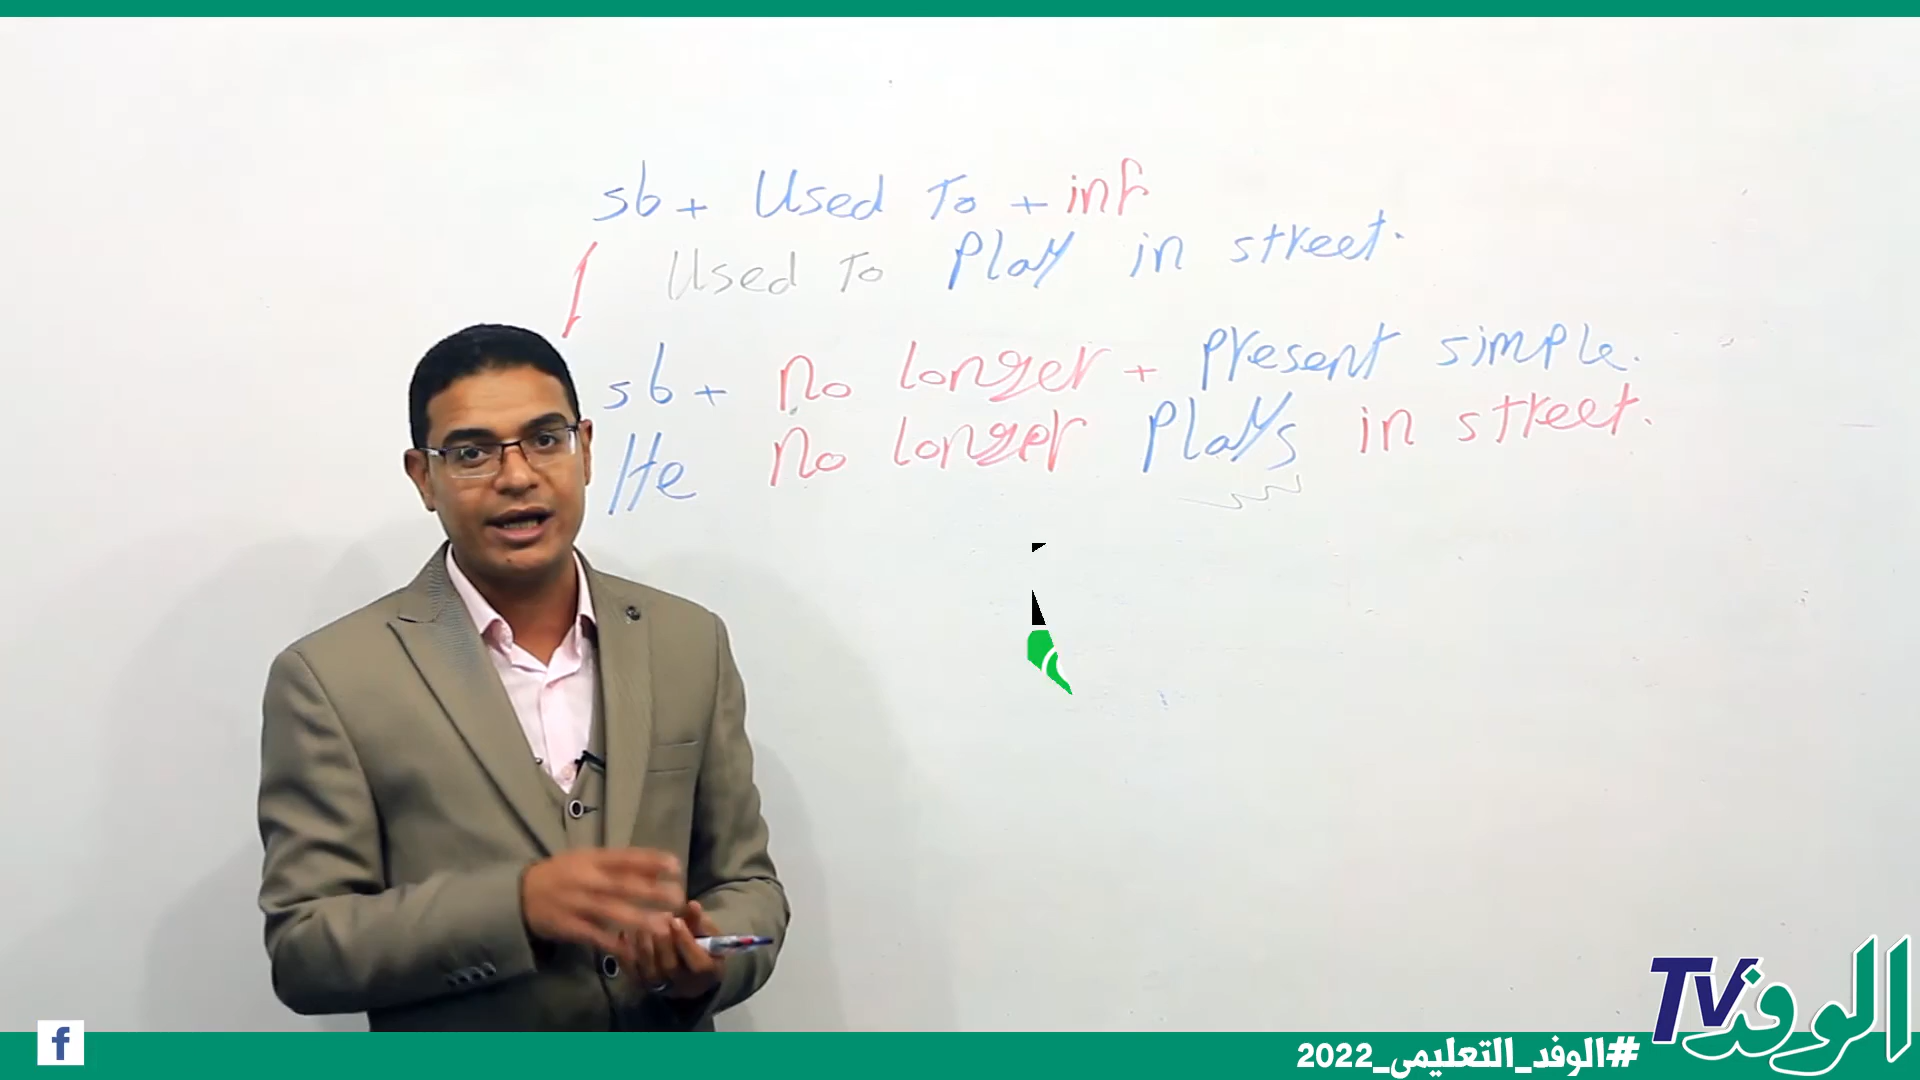 sb + Used To + inf
Used To Play in street.
sb + no longer + present simple.
He no longer plays in street.
الوفد TV
#الوفد_التعليمى_2022
f